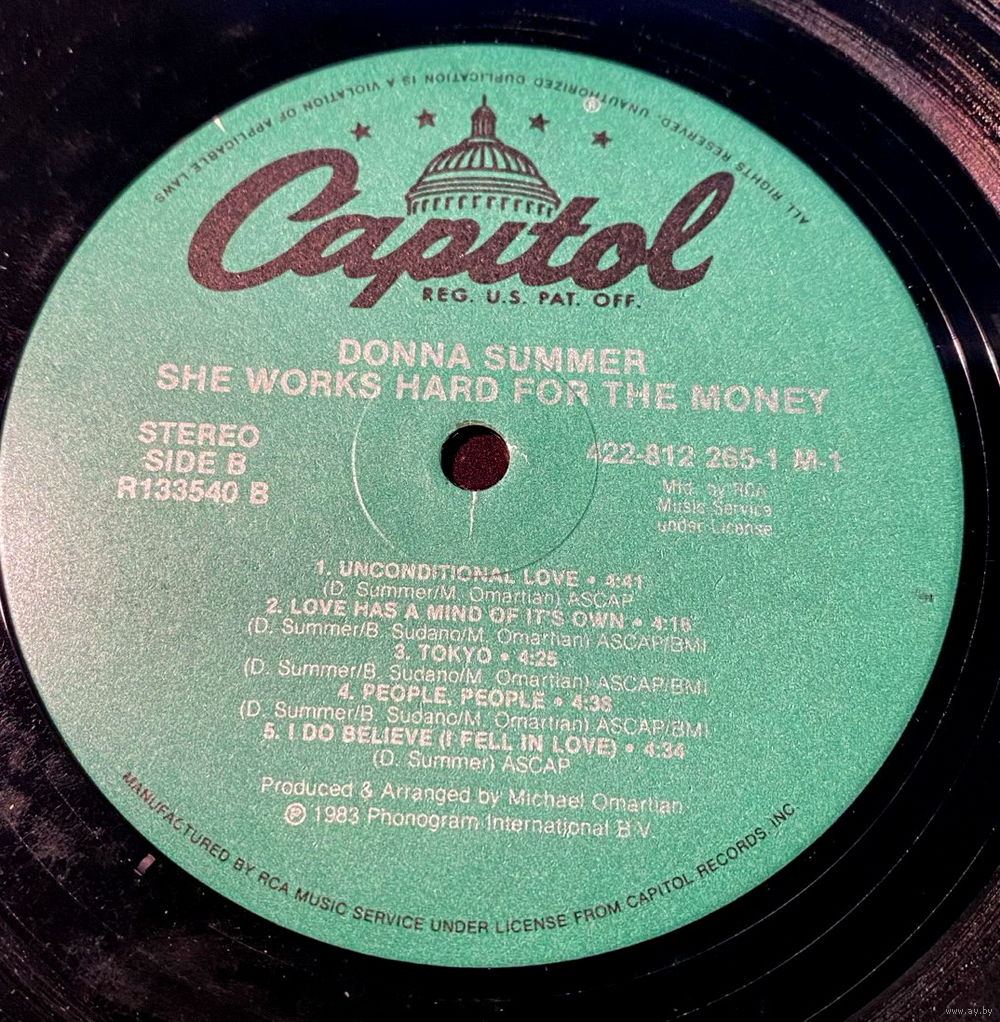 ALL RIGHTS RESERVED. UNAUTHORIZED DUPLICATION IS A VIOLATION OF APPLICABLE LAWS
Capitol
®
REG. U.S. PAT. OFF.
DONNA SUMMER
SHE WORKS HARD FOR THE MONEY
STEREO
SIDE B
R133540 B
422-812 265-1 M-1
Mfd. by RCA
Music Service
under License
1. UNCONDITIONAL LOVE • 4:41
(D. Summer/M. Omartian) ASCAP
2. LOVE HAS A MIND OF IT'S OWN • 4:16
(D. Summer/B. Sudano/M. Omartian) ASCAP/BMI
3. TOKYO • 4:25
(D. Summer/B. Sudano/M. Omartian) ASCAP/BMI
4. PEOPLE, PEOPLE • 4:38
(D. Summer/B. Sudano/M. Omartian) ASCAP/BMI
5. I DO BELIEVE (I FELL IN LOVE) • 4:34
(D. Summer) ASCAP
Produced & Arranged by Michael Omartian
℗ 1983 Phonogram International B.V.
MANUFACTURED BY RCA MUSIC SERVICE UNDER LICENSE FROM CAPITOL RECORDS, INC.
www.ay.by